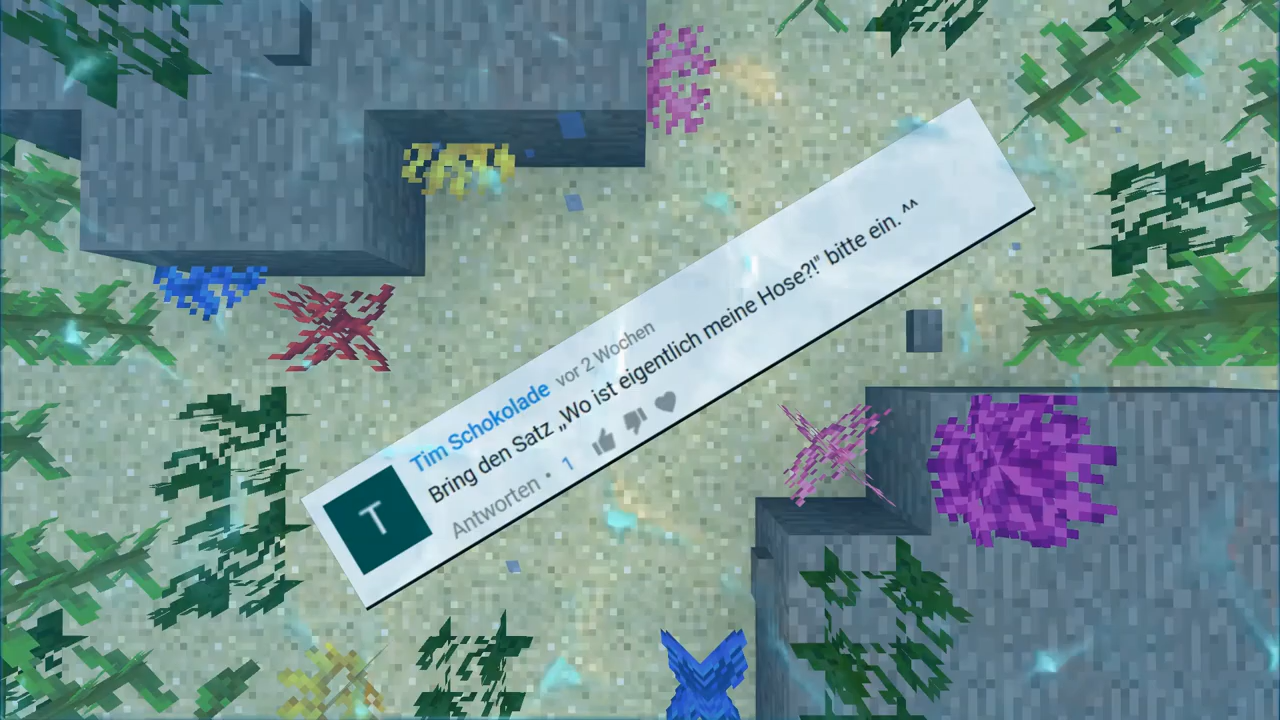 T
Tim Schokolade vor 2 Wochen
Bring den Satz „Wo ist eigentlich meine Hose?!" bitte ein. ^^
Antworten • 1